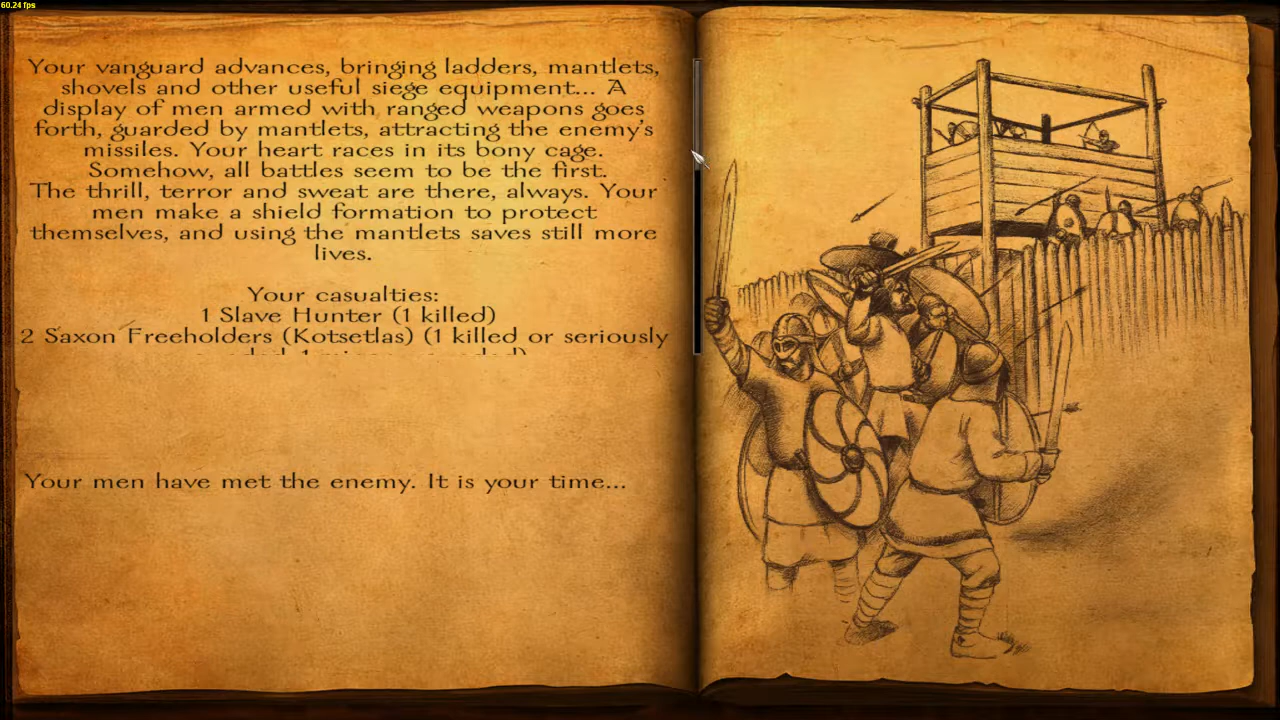 60.24 fps
Your vanguard advances, bringing ladders, mantlets,
shovels and other useful siege equipment... A
display of men armed with ranged weapons goes
forth, guarded by mantlets, attracting the enemy's
missiles. Your heart races in its bony cage.
Somehow, all battles seem to be the first.
The thrill, terror and sweat are there, always. Your
men make a shield formation to protect
themselves, and using the mantlets saves still more
lives.
Your casualties:
1 Slave Hunter (1 killed)
2 Saxon Freeholders (Kotsetlas) (1 killed or seriously
Your men have met the enemy. It is your time...